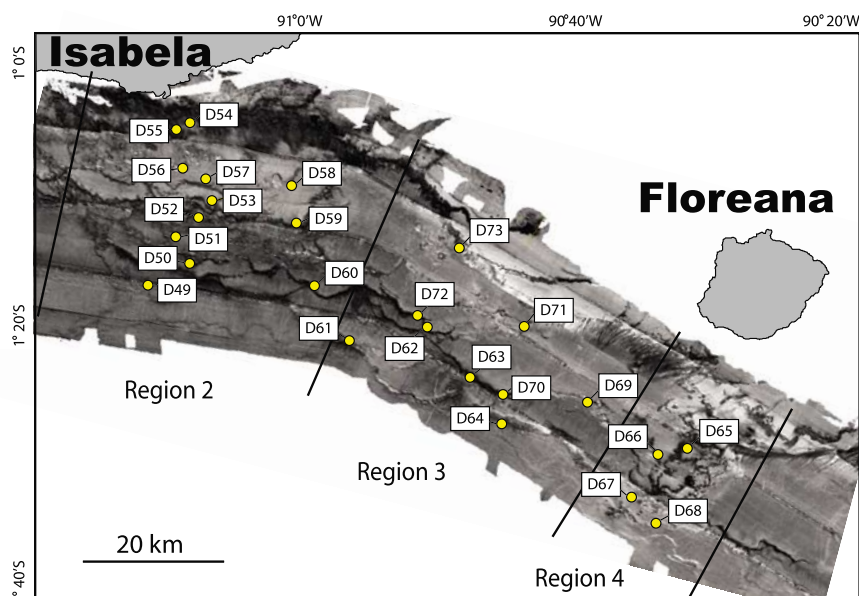 91°0'W
90°40'W
90°20'W
1°0'S
Isabela
D54
D55
D56
D57
D58
D53
D52
Floreana
D59
D51
D73
D50
D60
D49
D72
D71
1°20'S
D61
D62
D63
D70
D69
Region 2
D64
D66
D65
Region 3
D67
D68
20 km
Region 4
°40'S